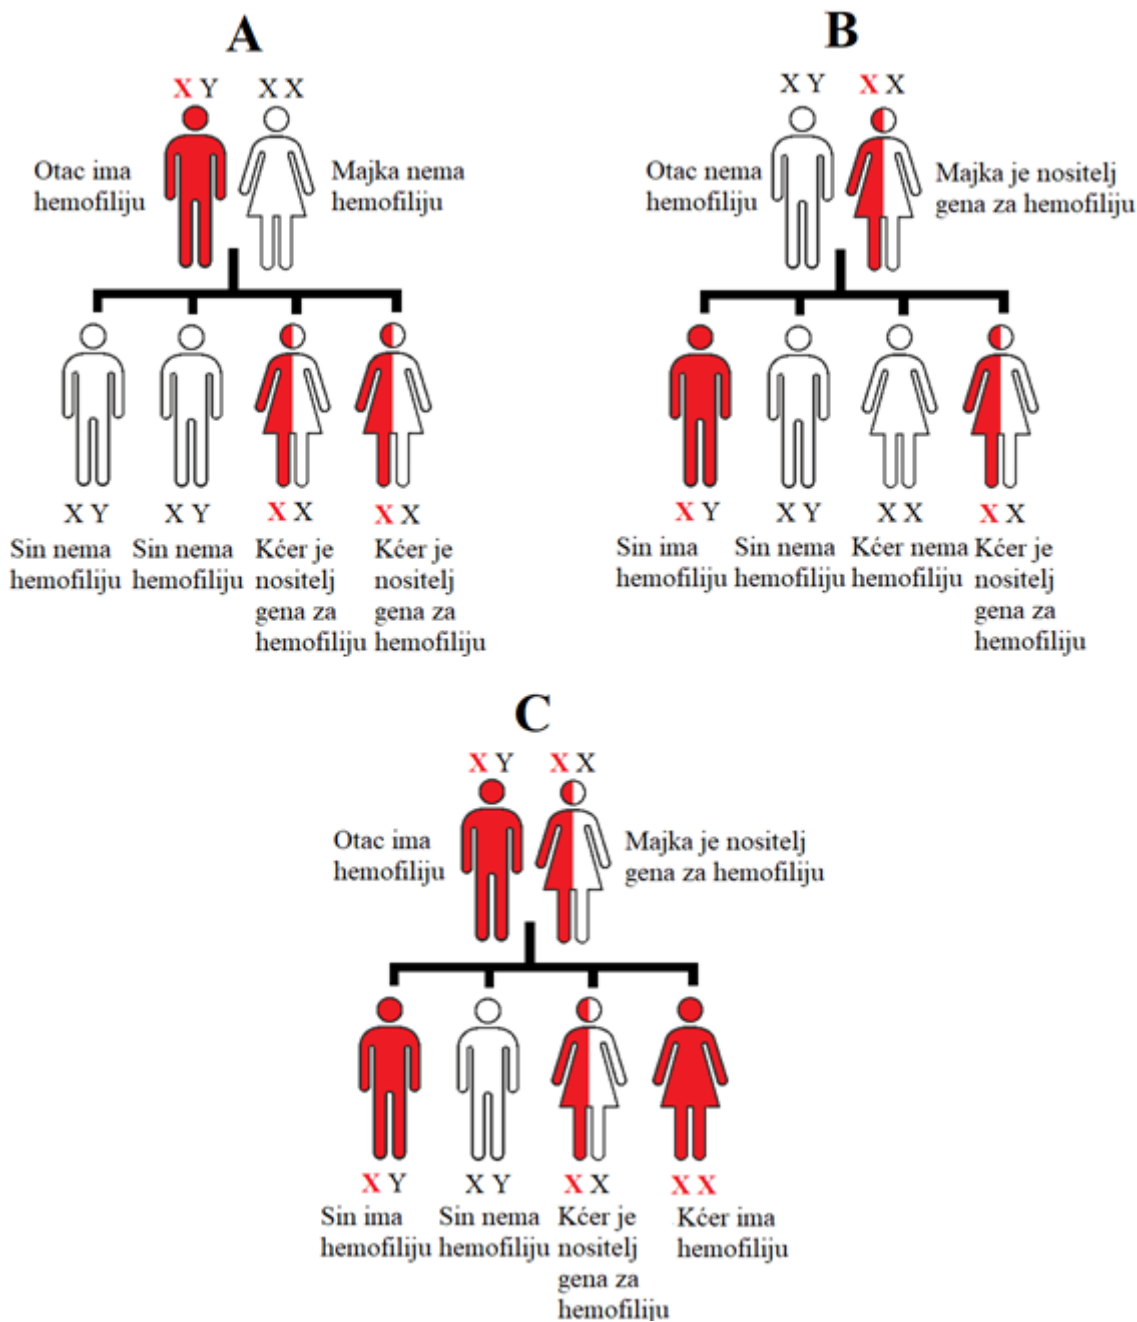 A
X Y
X X
Otac ima
hemofiliju
Majka nema
hemofiliju
X Y
X Y
X X
X X
Sin nema
hemofiliju
Sin nema
hemofiliju
Kćer je
nositelj
gena za
hemofiliju
Kćer je
nositelj
gena za
hemofiliju
B
X Y
X X
Otac nema
hemofiliju
Majka je nositelj
gena za hemofiliju
X Y
X Y
X X
X X
Sin ima
hemofiliju
Sin nema
hemofiliju
Kćer nema
hemofiliju
Kćer je
nositelj
gena za
hemofiliju
C
X Y
X X
Otac ima
hemofiliju
Majka je nositelj
gena za hemofiliju
X Y
X Y
X X
X X
Sin ima
hemofiliju
Sin nema
hemofiliju
Kćer je
nositelj
gena za
hemofiliju
Kćer ima
hemofiliju